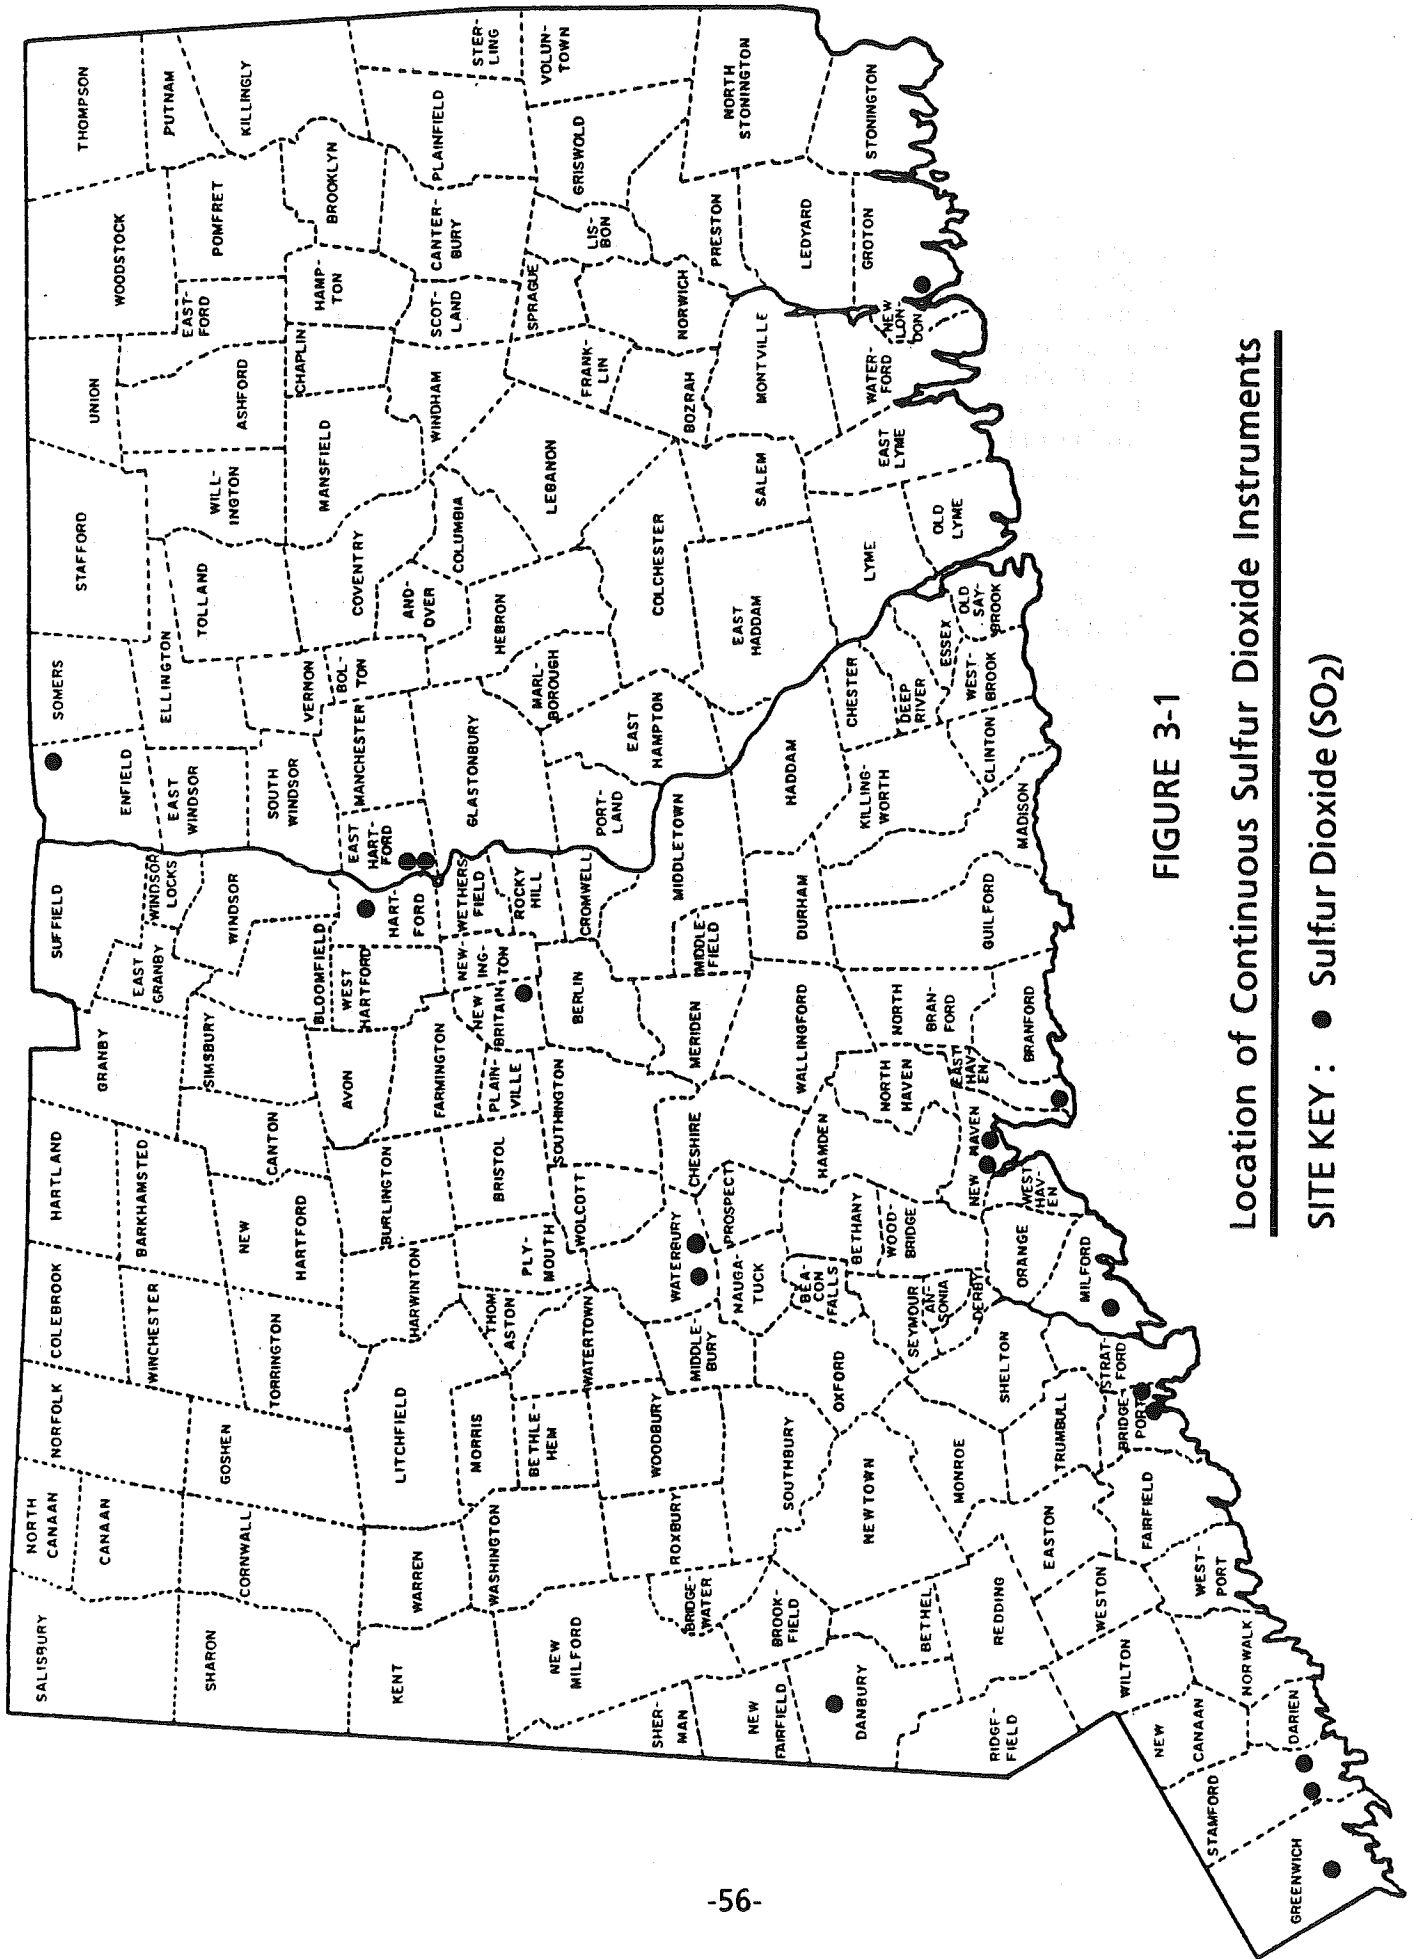 SALISBURY
NORTH
CANAAN
CANAAN
NORFOLK
COLEBROOK
HARTLAND
GRANBY
SUFFIELD
ENFIELD
SOMERS
STAFFORD
UNION
WOODSTOCK
THOMPSON
PUTNAM
SHARON
CORNWALL
GOSHEN
WINCHESTER
BARKHAMSTED
TORRINGTON
NEW
HARTFORD
CANTON
SIMSBURY
EAST
GRANBY
WINDSOR
LOCKS
WINDSOR
BLOOMFIELD
EAST
WINDSOR
SOUTH
WINDSOR
ELLINGTON
VERNON
TOLLAND
WILL-
INGTON
ASHFORD
EAST-
FORD
POMFRET
KILLINGLY
KENT
WARREN
LITCHFIELD
HARWINTON
BURLINGTON
AVON
FARMINGTON
WEST
HARTFORD
HART-
FORD
EAST
HART-
FORD
MANCHESTER
BOL-
TON
COVENTRY
AND-
OVER
MANSFIELD
CHAPLIN
HAMP-
TON
BROOKLYN
WASHINGTON
MORRIS
BETHLE-
HEM
THOM
ASTON
PLY-
MOUTH
BRISTOL
PLAIN-
VILLE
NEW
BRITAIN
NEW-
ING-
TON
WETHERS
FIELD
ROCKY
HILL
GLASTONBURY
HEBRON
MARL-
BOROUGH
COLUMBIA
WINDHAM
SCOT-
LAND
CANTER-
BURY
PLAINFIELD
STER-
LING
NEW
MILFORD
ROXBURY
WOODBURY
WATERTOWN
WOLCOTT
SOUTHINGTON
BERLIN
CROMWELL
PORT-
LAND
EAST
HAMPTON
COLCHESTER
LEBANON
FRANK-
LIN
SPRAGUE
LIS-
BON
GRISWOLD
VOLUN-
TOWN
SHER-
MAN
BRIDGE-
WATER
MIDDLE-
BURY
WATERBURY
CHESHIRE
MERIDEN
MIDDLE
FIELD
MIDDLETOWN
BOZRAH
NORWICH
PRESTON
NORTH
STONINGTON
NEW
FAIRFIELD
BROOK-
FIELD
SOUTHBURY
OXFORD
NAUGA-
TUCK
PROSPECT
BEA-
CON
FALLS
BETHANY
HAMDEN
WALLINGFORD
DURHAM
HADDAM
EAST
HADDAM
SALEM
MONTVILLE
LEDYARD
DANBURY
BETHEL
NEWTOWN
MONROE
SEYMOUR
AN-
SONIA
DERBY
WOOD-
BRIDGE
NORTH
HAVEN
NORTH
BRAN-
FORD
GUILFORD
KILLING-
WORTH
CHESTER
DEEP
RIVER
ESSEX
LYME
EAST
LYME
WATER-
FORD
NEW
LON
DON
GROTON
STONINGTON
RIDGE-
FIELD
REDDING
EASTON
TRUMBULL
SHELTON
ORANGE
NEW HAVEN
WEST
HAV-
EN
EAST
HAV-
EN
BRANFORD
MADISON
CLINTON
WEST-
BROOK
OLD
SAY-
BROOK
OLD
LYME
WILTON
WESTON
FAIRFIELD
BRIDGE-
PORT
STRAT-
FORD
MILFORD
NEW
CANAAN
NORWALK
WEST-
PORT
STAMFORD
DARIEN
GREENWICH
FIGURE 3-1
Location of Continuous Sulfur Dioxide Instruments
SITE KEY : ● Sulfur Dioxide (SO2)
-56-